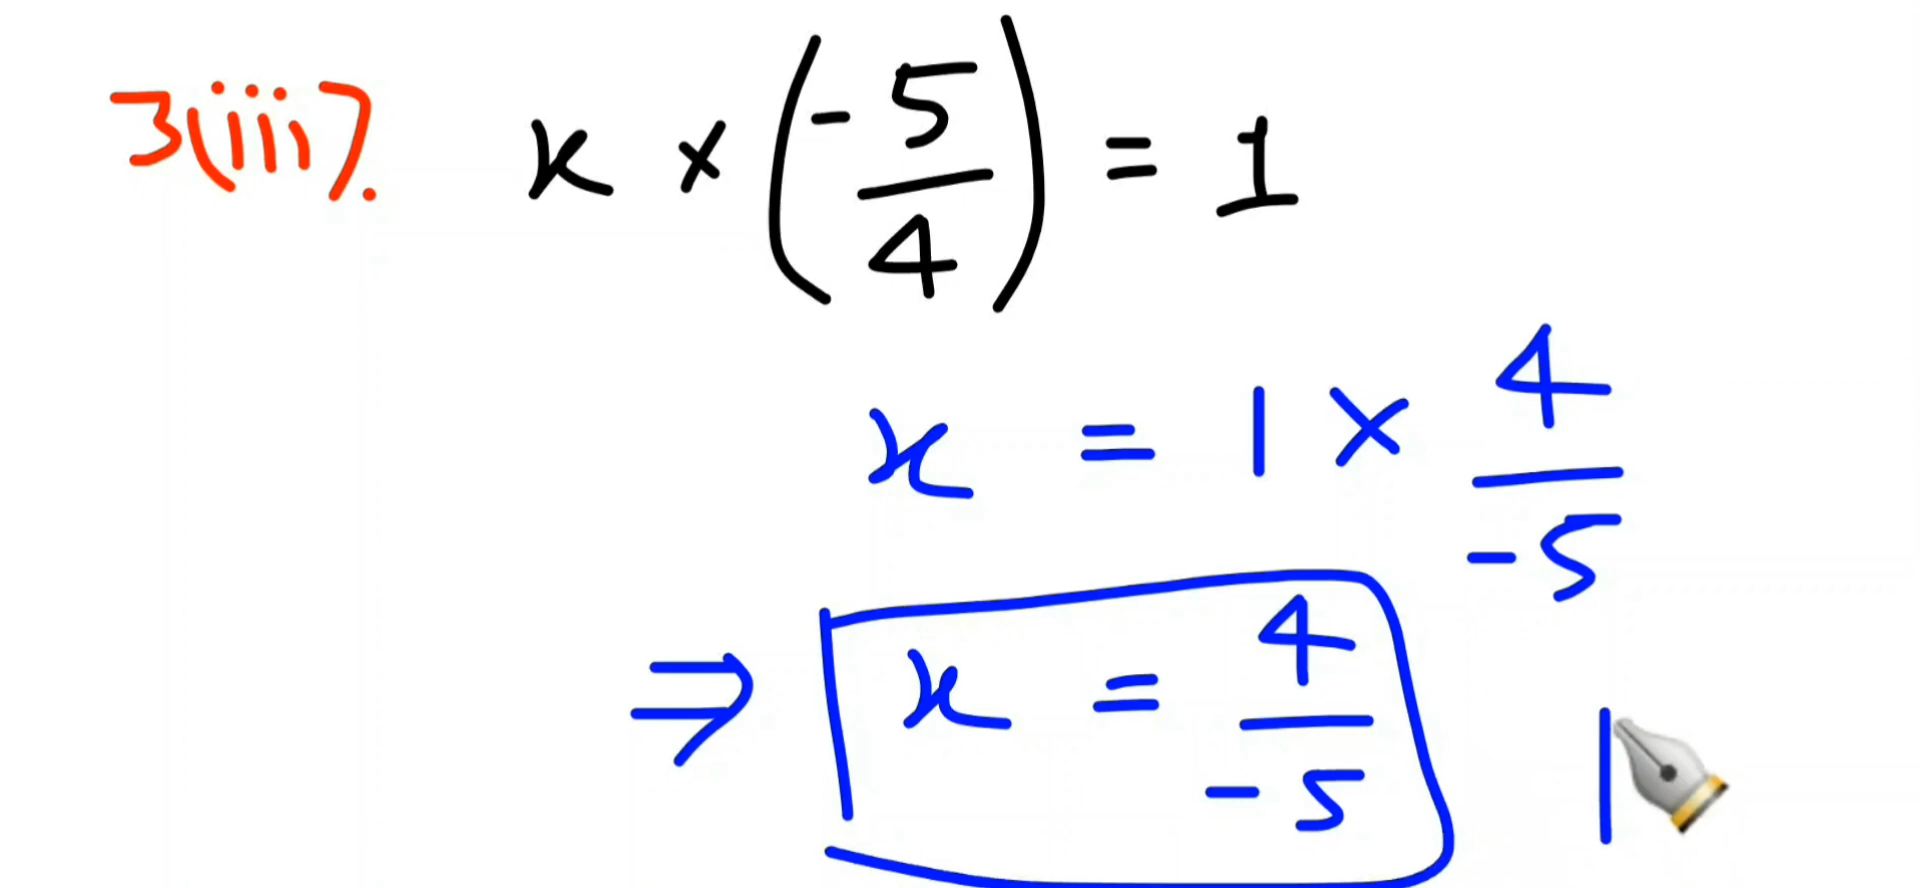 3(iii). x × (-5/4) = 1
x = 1 × 4/-5
⇒ x = 4/-5